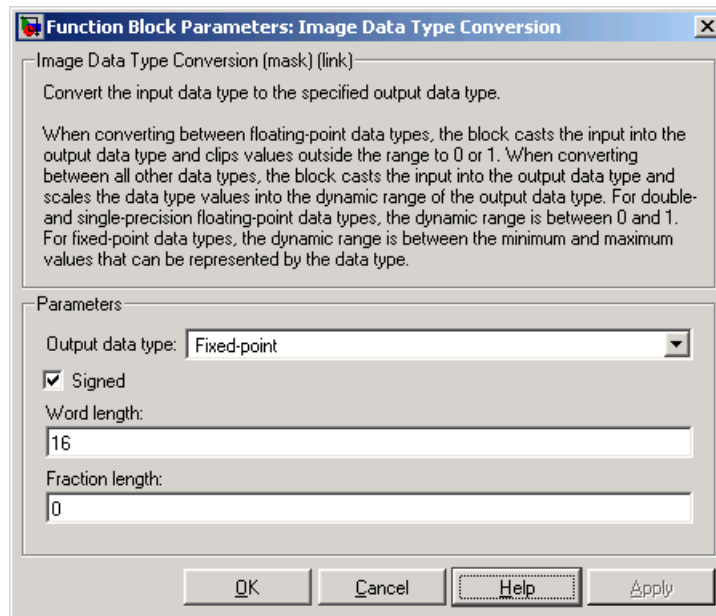 Function Block Parameters: Image Data Type Conversion
Image Data Type Conversion (mask) (link)
Convert the input data type to the specified output data type.
When converting between floating-point data types, the block casts the input into the
output data type and clips values outside the range to 0 or 1. When converting
between all other data types, the block casts the input into the output data type and
scales the data type values into the dynamic range of the output data type. For double-
and single-precision floating-point data types, the dynamic range is between 0 and 1.
For fixed-point data types, the dynamic range is between the minimum and maximum
values that can be represented by the data type.
Parameters
Output data type: Fixed-point
Signed
Word length:
16
Fraction length:
0
OK Cancel Help Apply